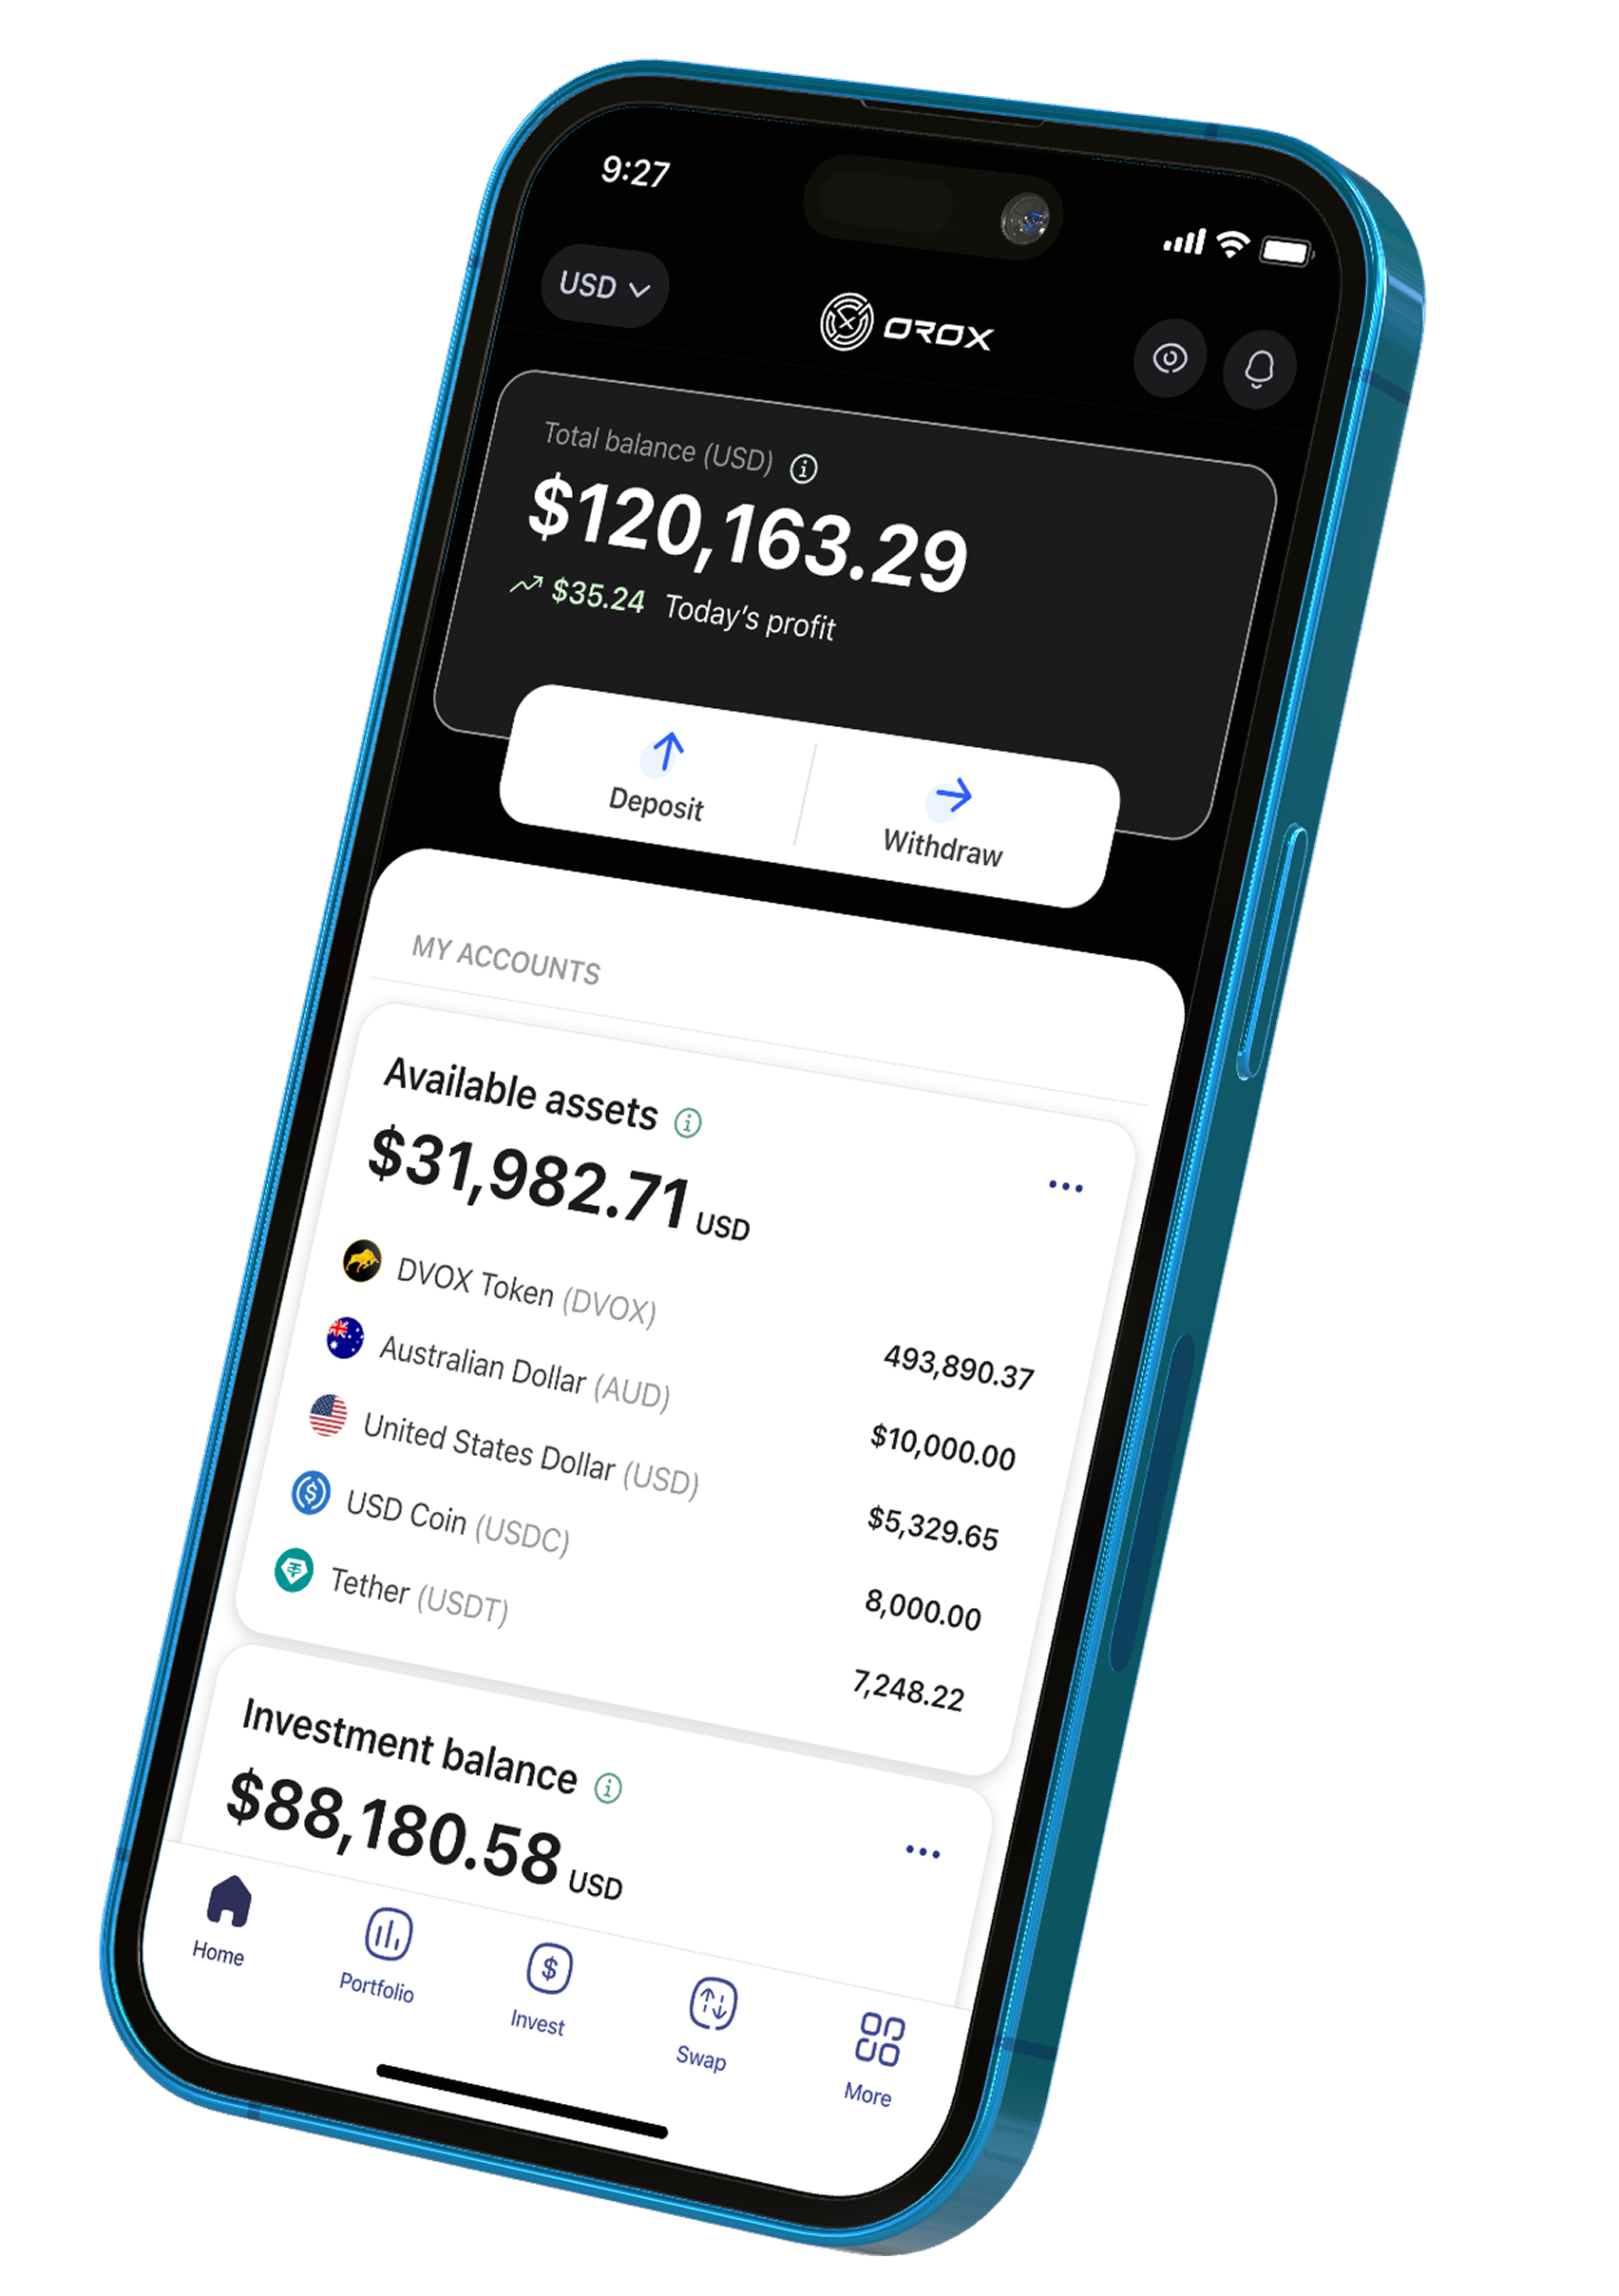 9:27
USD
OROX
Total balance (USD)
$120,163.29
$35.24 Today's profit
Deposit
Withdraw
MY ACCOUNTS
Available assets
$31,982.71 USD
DVOX Token (DVOX) 493,890.37
Australian Dollar (AUD) $10,000.00
United States Dollar (USD) $5,329.65
USD Coin (USDC) 8,000.00
Tether (USDT) 7,248.22
Investment balance
$88,180.58 USD
Home
Portfolio
Invest
Swap
More